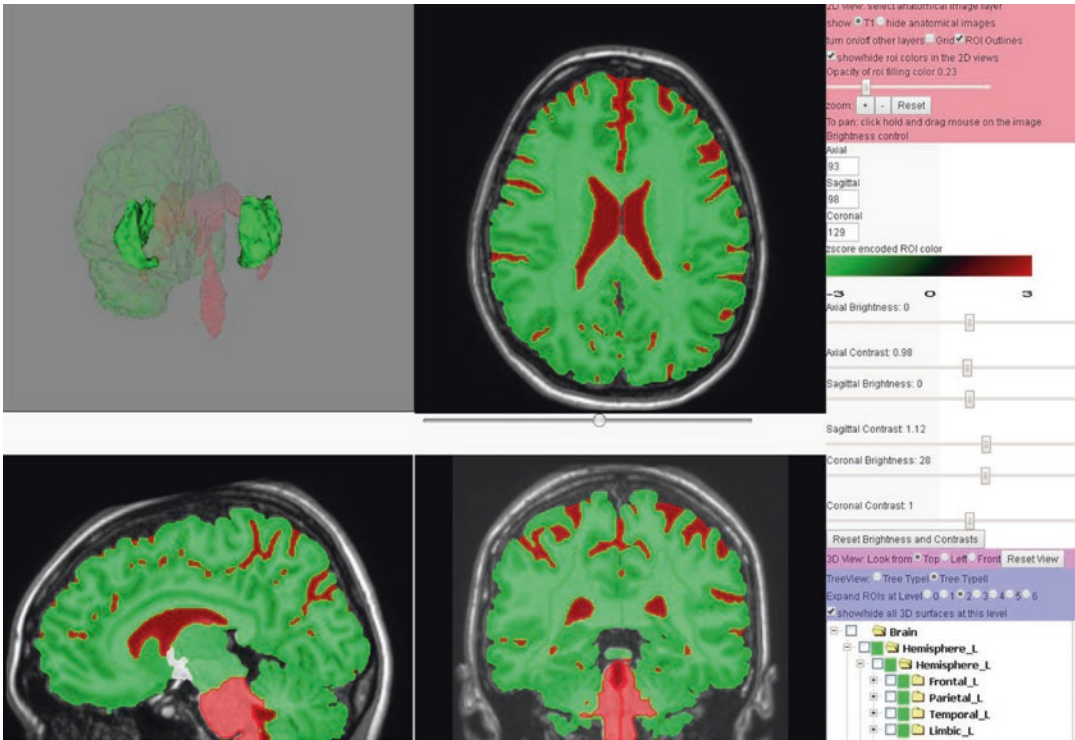 2D view: select anatomical image layer
show T1 hide anatomical images
turn on/off other layers Grid ROI Outlines
show/hide roi colors in the 2D views
Opacity of roi filling color 0.23
zoom: + - Reset
To pan: click hold and drag mouse on the image
Brightness control
Axial
93
Sagittal
98
Coronal
129
zscore encoded ROI color
-3 0 3
Axial Brightness: 0
Axial Contrast: 0.98
Sagittal Brightness: 0
Sagittal Contrast: 1.12
Coronal Brightness: 28
Coronal Contrast: 1
Reset Brightness and Contrasts
3D View: Look from Top Left Front Reset View
TreeView: Tree TypeI Tree TypeII
Expand ROIs at Level 0 1 2 3 4 5 6
show/hide all 3D surfaces at this level
Brain
Hemisphere_L
Hemisphere_L
Frontal_L
Parietal_L
Temporal_L
Limbic_L